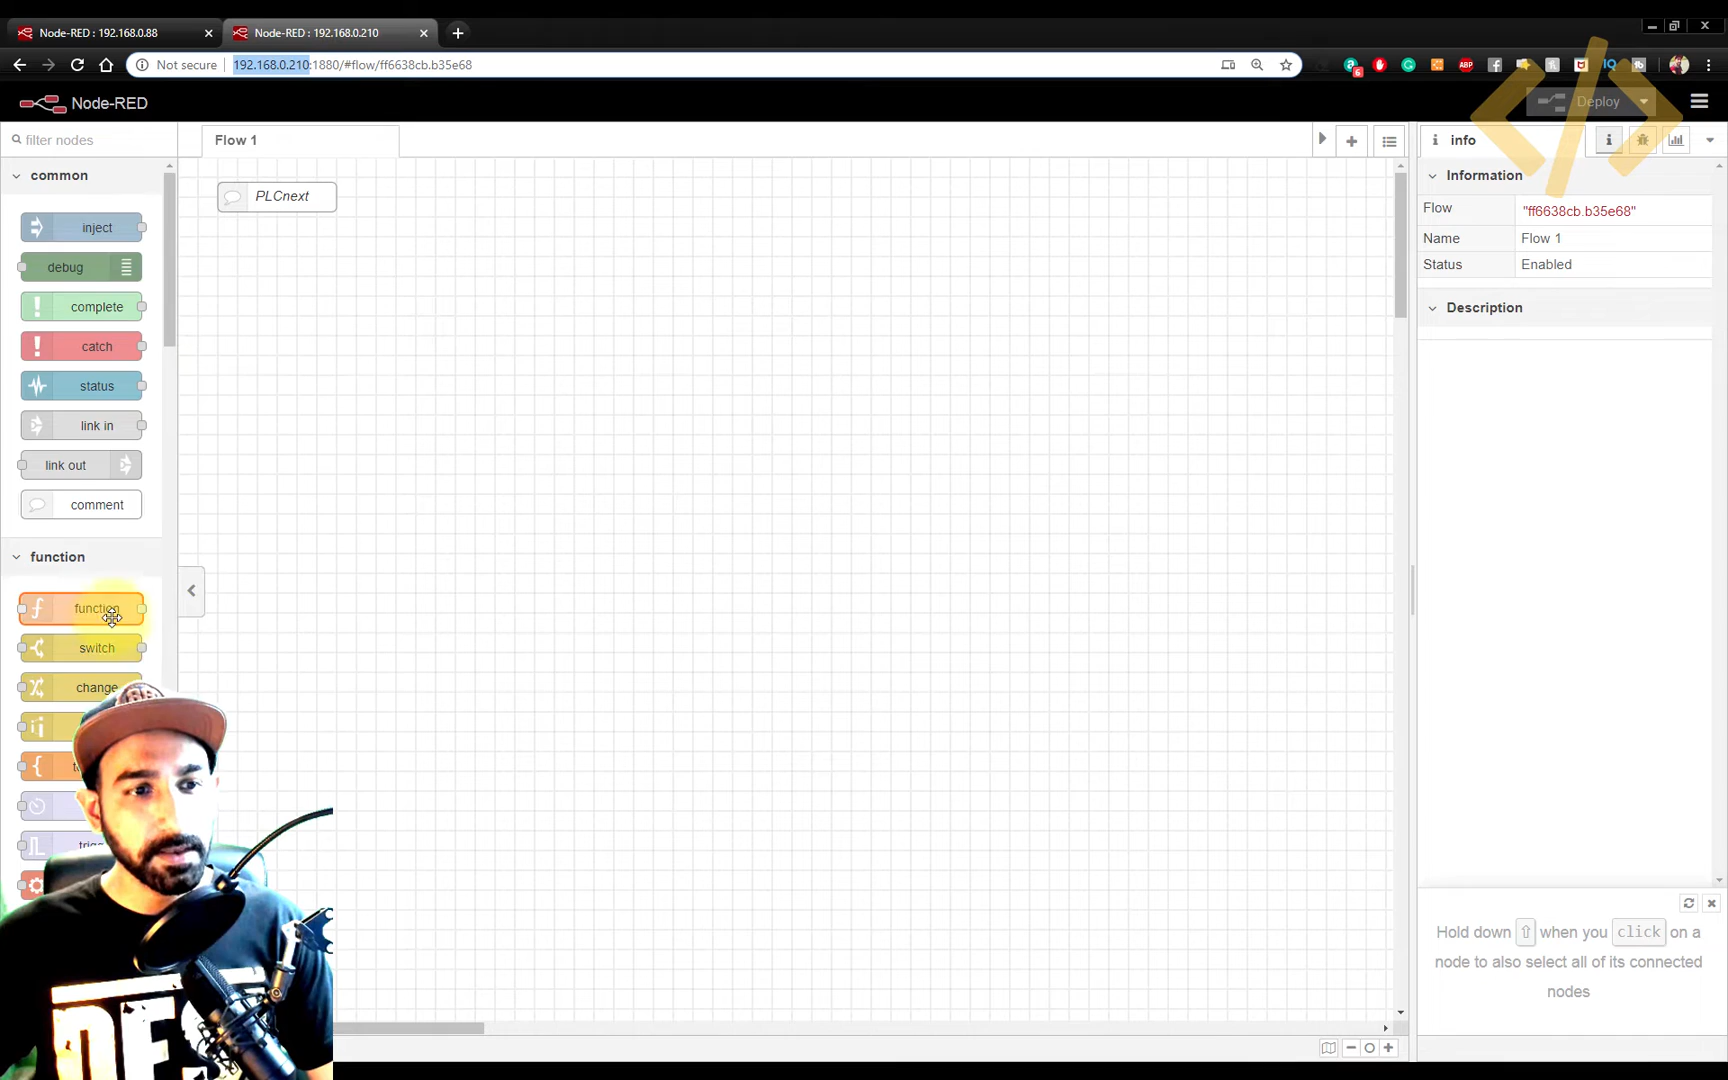 Node-RED : 192.168.0.88
Node-RED : 192.168.0.210
Not secure
192.168.0.210:1880/#flow/ff6638cb.b35e68
6
ABP
IQ
Node-RED
Deploy
filter nodes
Flow 1
info
common
inject
debug
complete
catch
status
link in
link out
comment
function
function
switch
change
PLCnext
Information
Flow "ff6638cb.b35e68"
Name Flow 1
Status Enabled
Description
Hold down ⇧ when you click on a
node to also select all of its connected
nodes